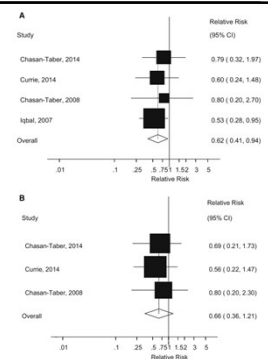 A
Relative Risk
Study
(95% CI)
Chasan-Taber, 2014
0.79 ( 0.32, 1.97)
Currie, 2014
0.60 ( 0.24, 1.48)
Chasan-Taber, 2008
0.80 ( 0.20, 2.70)
Iqbal, 2007
0.53 ( 0.28, 0.95)
Overall
0.62 ( 0.41, 0.94)
.01 .1 .25 .5 .75 1 1.5 2 3 5
Relative Risk
B
Relative Risk
Study
(95% CI)
Chasan-Taber, 2014
0.69 ( 0.21, 1.73)
Currie, 2014
0.56 ( 0.22, 1.47)
Chasan-Taber, 2008
0.80 ( 0.20, 2.30)
Overall
0.66 ( 0.36, 1.21)
.01 .1 .25 .5 .75 1 1.5 2 3 5
Relative Risk